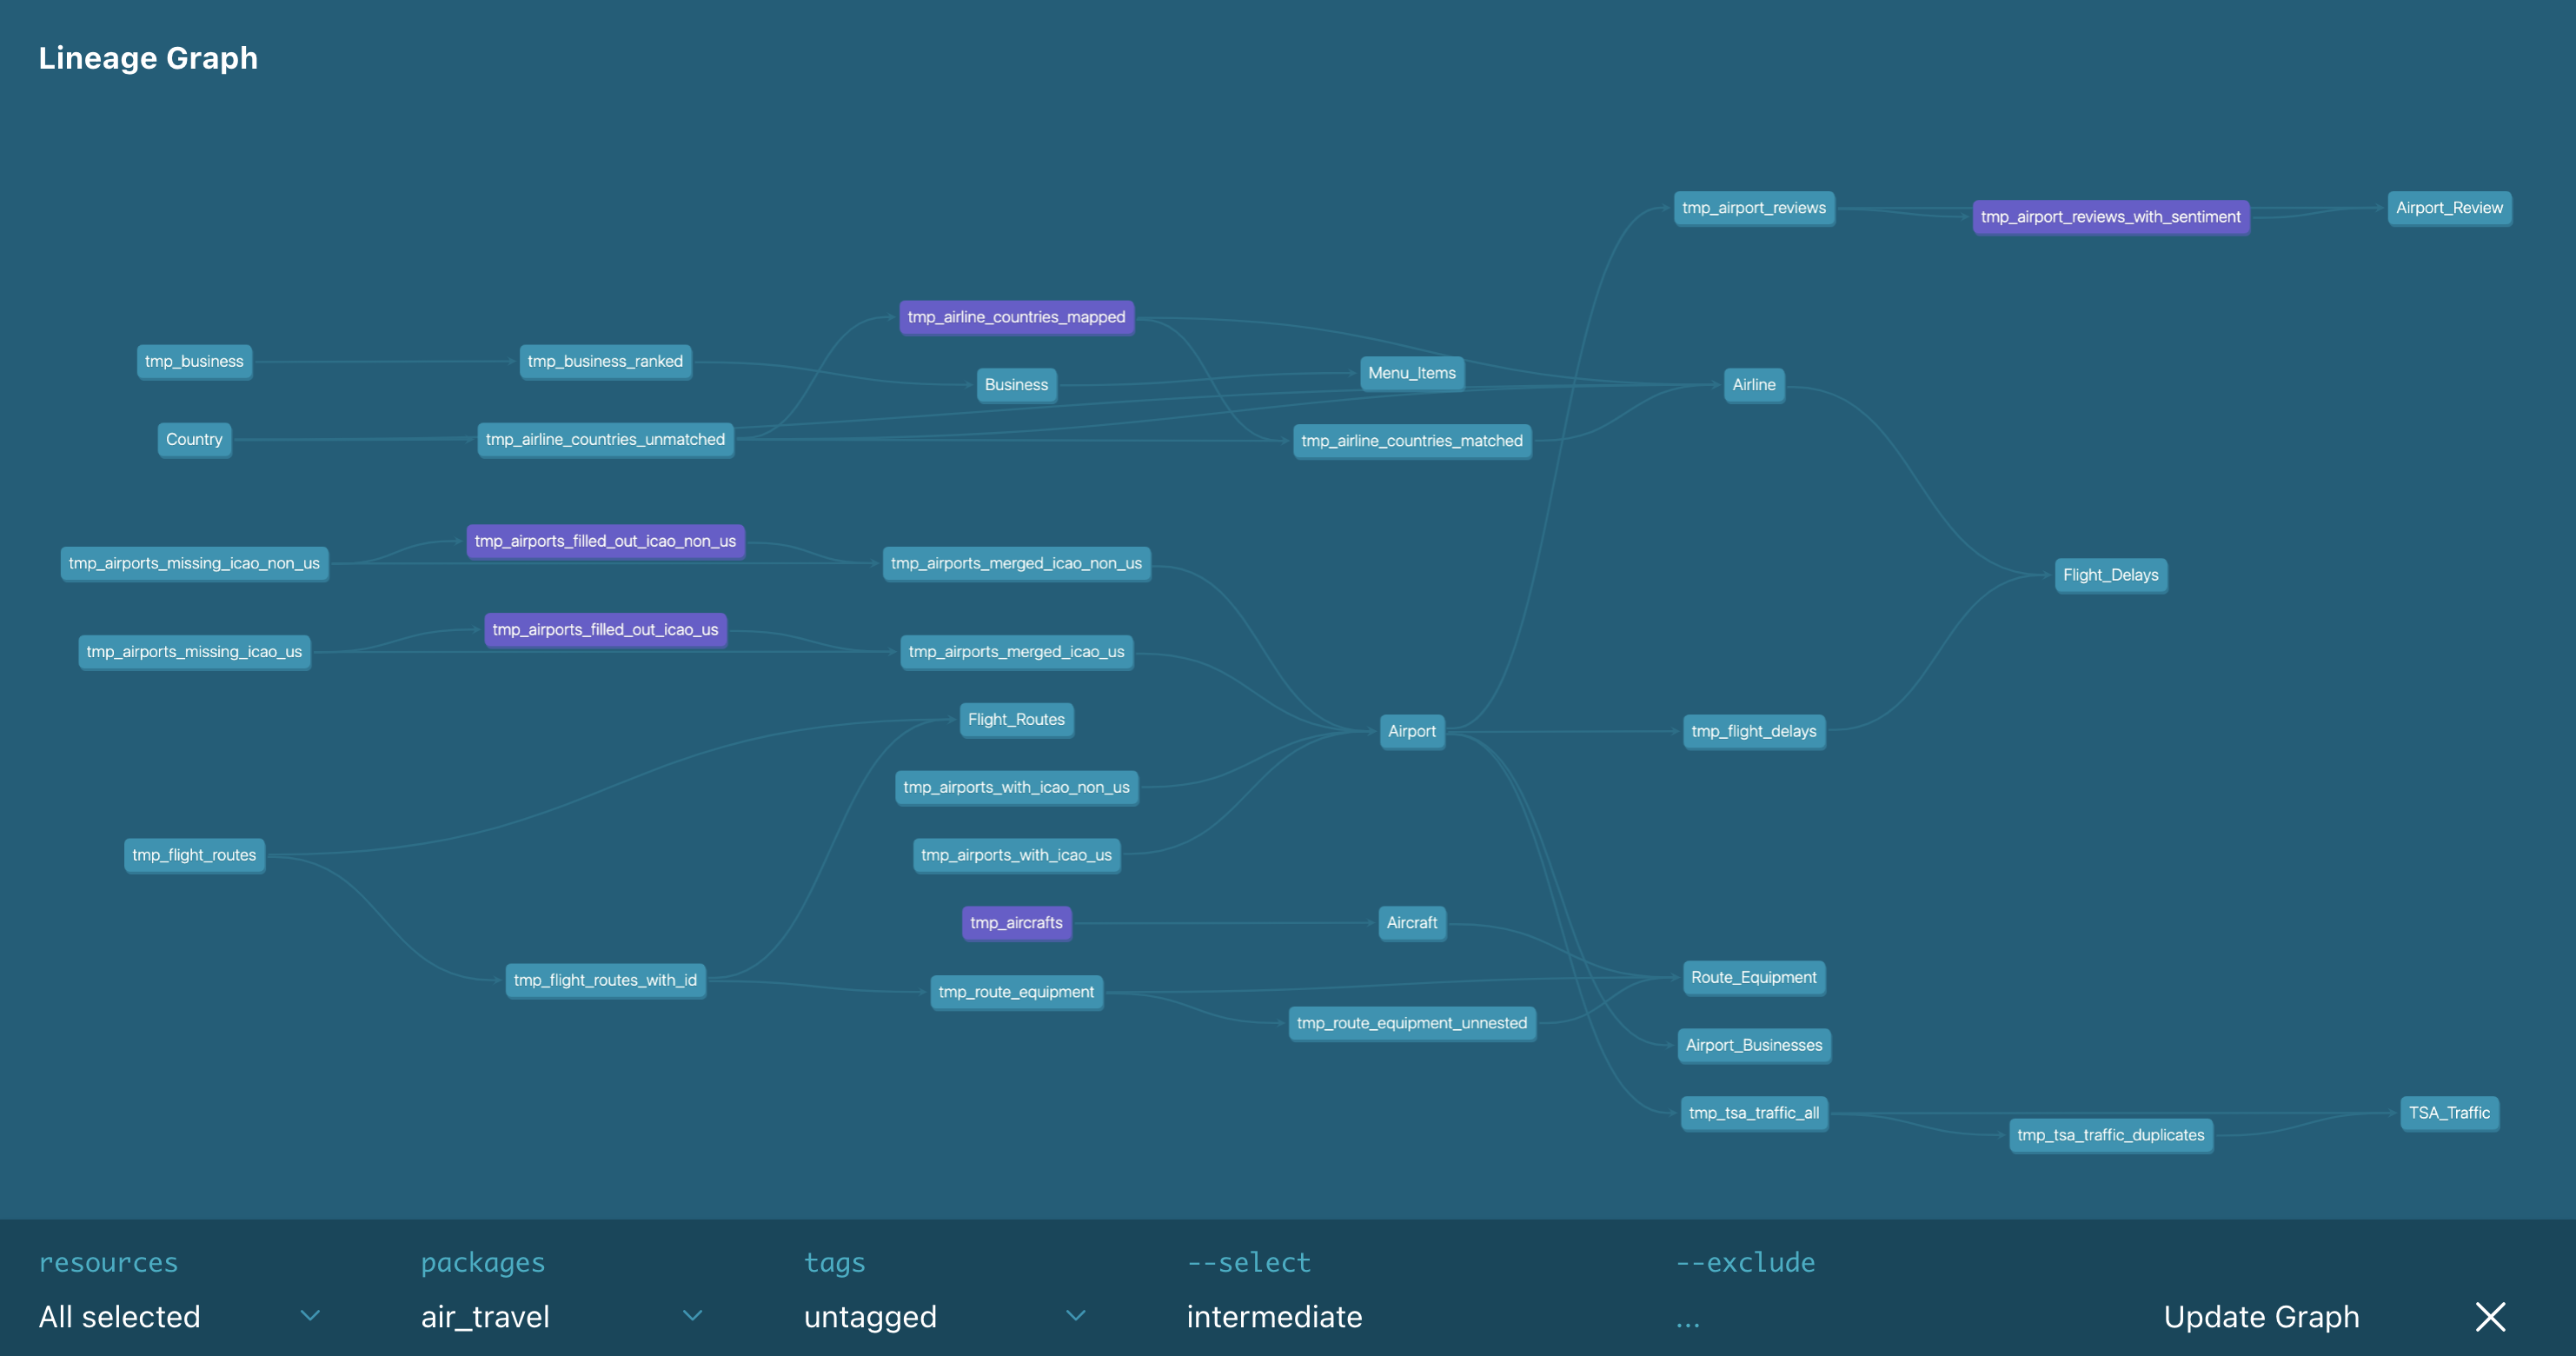 Lineage Graph
tmp_airport_reviews
tmp_airport_reviews_with_sentiment
Airport_Review
tmp_airline_countries_mapped
tmp_business
tmp_business_ranked
Business
Menu_Items
Airline
Country
tmp_airline_countries_unmatched
tmp_airline_countries_matched
tmp_airports_missing_icao_non_us
tmp_airports_filled_out_icao_non_us
tmp_airports_merged_icao_non_us
Flight_Delays
tmp_airports_missing_icao_us
tmp_airports_filled_out_icao_us
tmp_airports_merged_icao_us
Flight_Routes
Airport
tmp_flight_delays
tmp_airports_with_icao_non_us
tmp_flight_routes
tmp_airports_with_icao_us
tmp_aircrafts
Aircraft
tmp_flight_routes_with_id
tmp_route_equipment
Route_Equipment
tmp_route_equipment_unnested
Airport_Businesses
tmp_tsa_traffic_all
TSA_Traffic
tmp_tsa_traffic_duplicates
resources
packages
tags
--select
--exclude
All selected
air_travel
untagged
intermediate
...
Update Graph